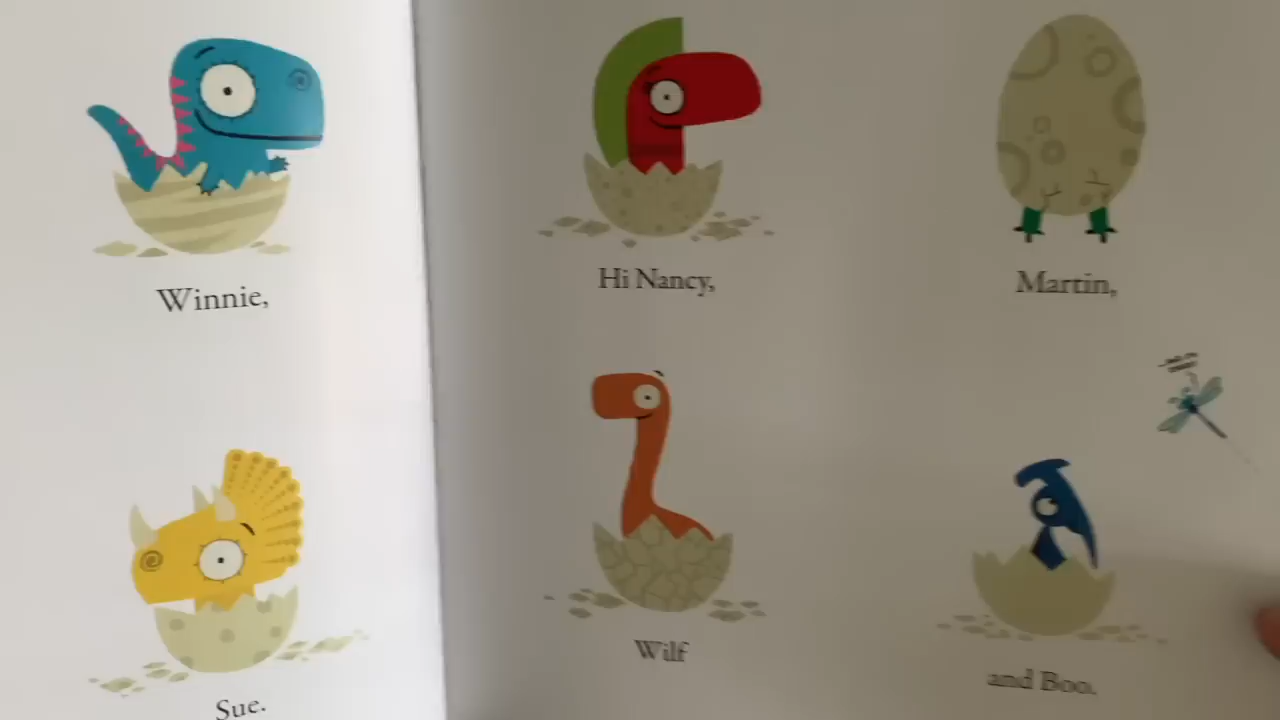 Winnie,
Sue.
Hi Nancy,
Martin,
Wilf
and Boo.